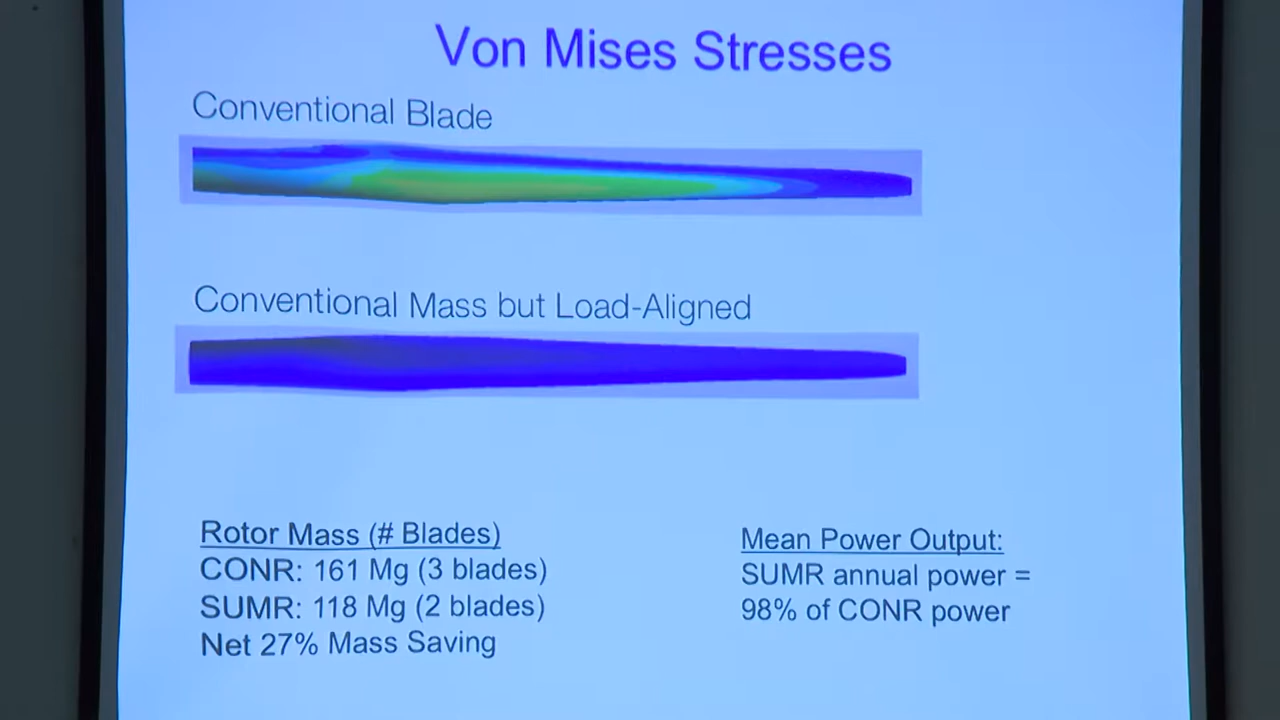 Von Mises Stresses
Conventional Blade
Conventional Mass but Load-Aligned
Rotor Mass (# Blades)
CONR: 161 Mg (3 blades)
SUMR: 118 Mg (2 blades)
Net 27% Mass Saving
Mean Power Output:
SUMR annual power =
98% of CONR power